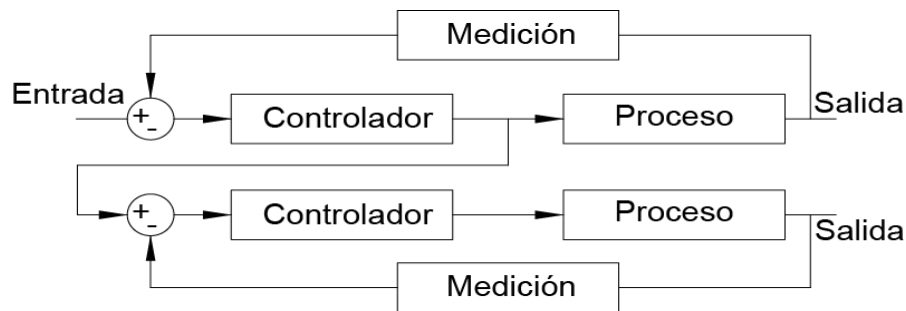 Medición
Entrada
+
-
Controlador
Proceso
Salida
+
-
Controlador
Proceso
Salida
Medición